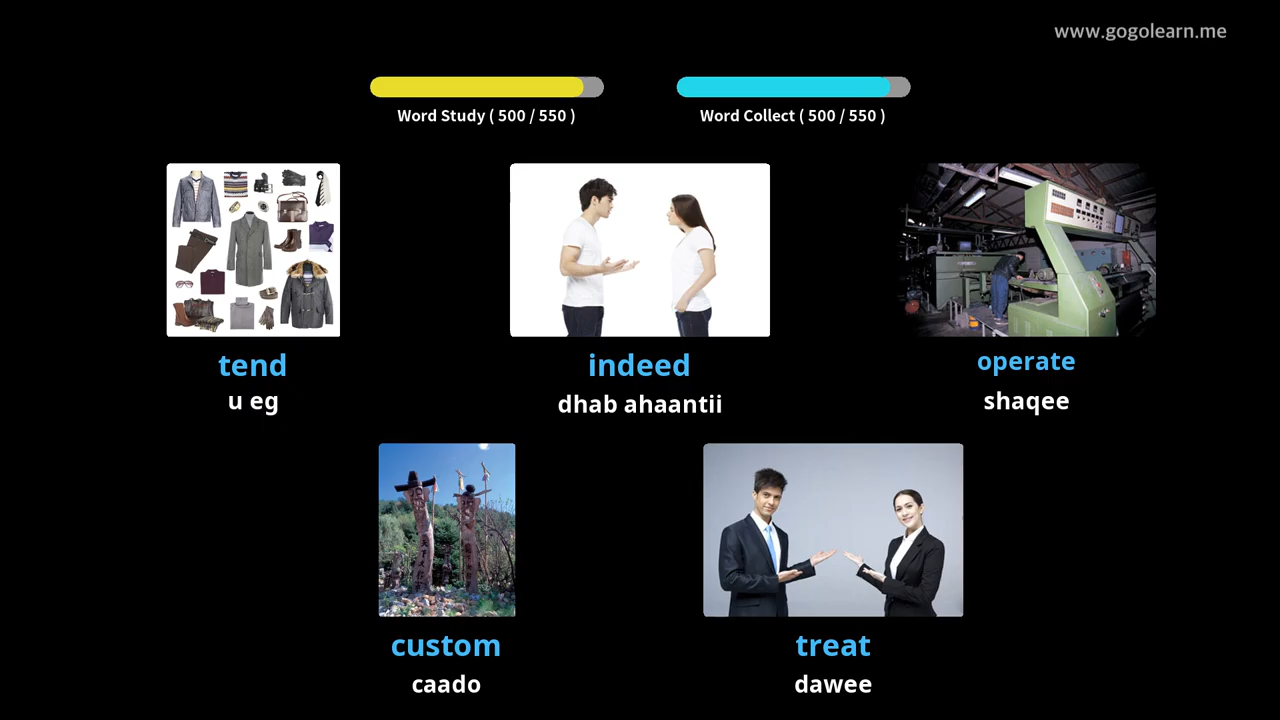 www.gogolearn.me
Word Study ( 500 / 550 )
Word Collect ( 500 / 550 )
tend
u eg
indeed
dhab ahaantii
operate
shaqee
custom
caado
treat
dawee